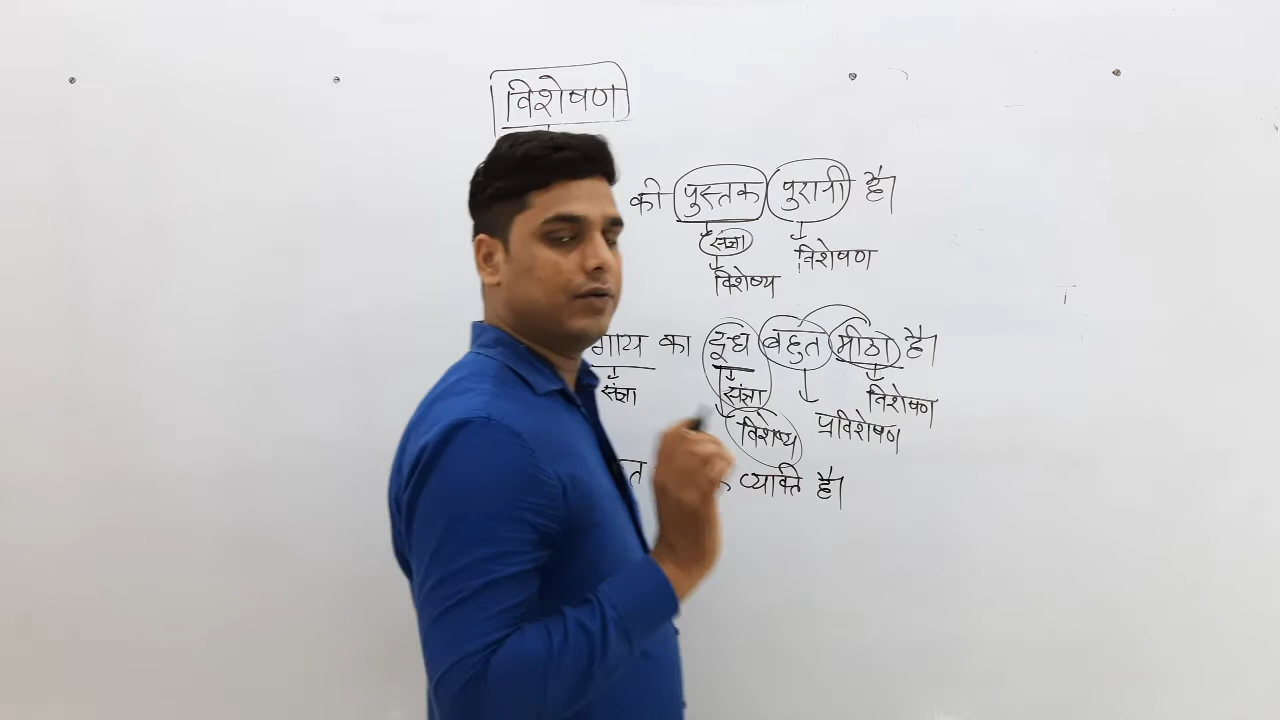 विशेषण
की पुस्तक पुरानी है।
संज्ञा विशेषण
विशेष्य
गाय का दूध बहुत मीठा है।
संज्ञा संज्ञा विशेषण
विशेष्य प्रविशेषण
व्यक्ति है।